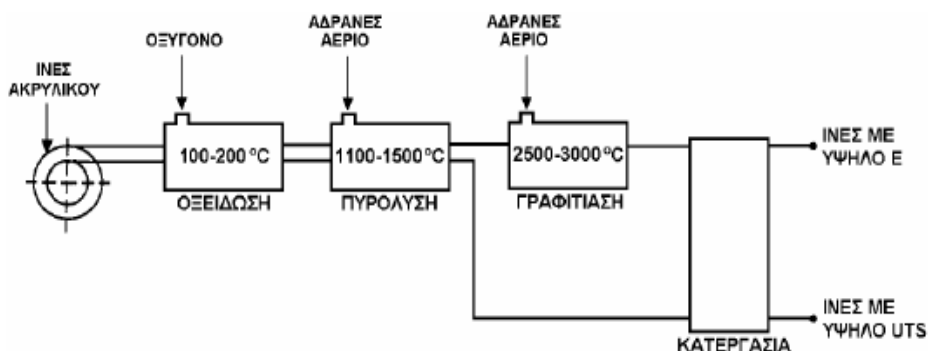 ΙΝΕΣ
ΑΚΡΥΛΙΚΟΥ
ΟΞΥΓΟΝΟ
ΑΔΡΑΝΕΣ
ΑΕΡΙΟ
ΑΔΡΑΝΕΣ
ΑΕΡΙΟ
100-200 °C
1100-1500 °C
2500-3000 °C
ΟΞΕΙΔΩΣΗ
ΠΥΡΟΛΥΣΗ
ΓΡΑΦΙΤΙΑΣΗ
ΙΝΕΣ ΜΕ
ΥΨΗΛΟ Ε
ΙΝΕΣ ΜΕ
ΥΨΗΛΟ UTS
ΚΑΤΕΡΓΑΣΙΑ